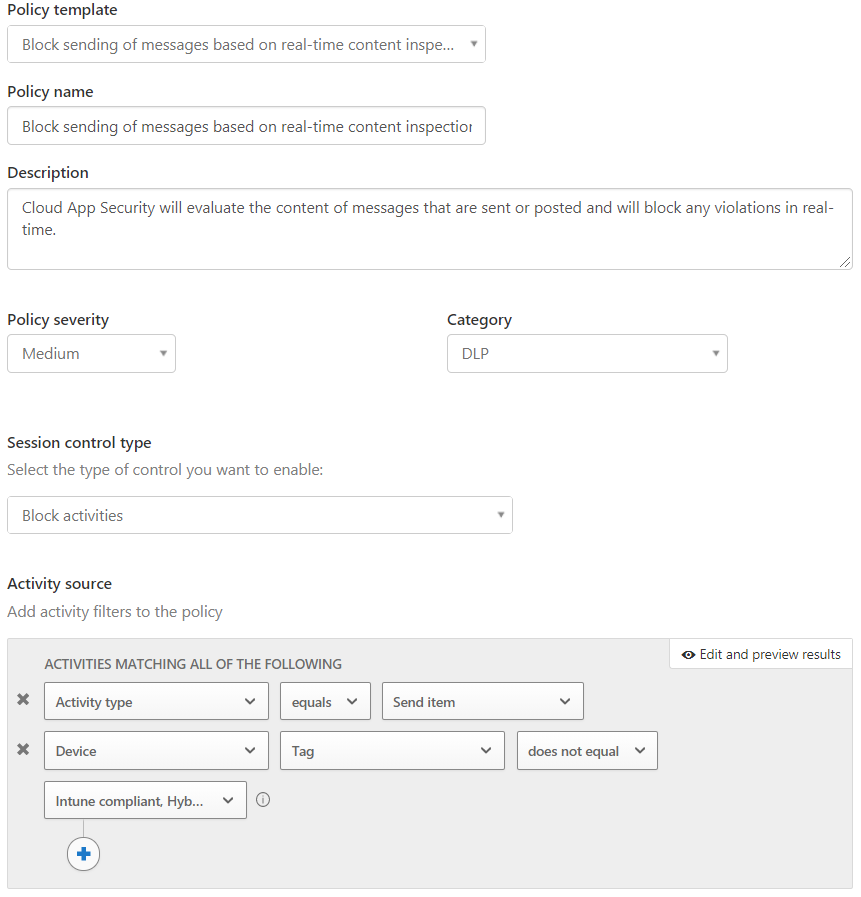 Policy template
Block sending of messages based on real-time content inspe...
Policy name
Block sending of messages based on real-time content inspection
Description
Cloud App Security will evaluate the content of messages that are sent or posted and will block any violations in real-
time.
Policy severity
Category
Medium
DLP
Session control type
Select the type of control you want to enable:
Block activities
Activity source
Add activity filters to the policy
ACTIVITIES MATCHING ALL OF THE FOLLOWING
Edit and preview results
Activity type
equals
Send item
Device
Tag
does not equal
Intune compliant, Hyb...